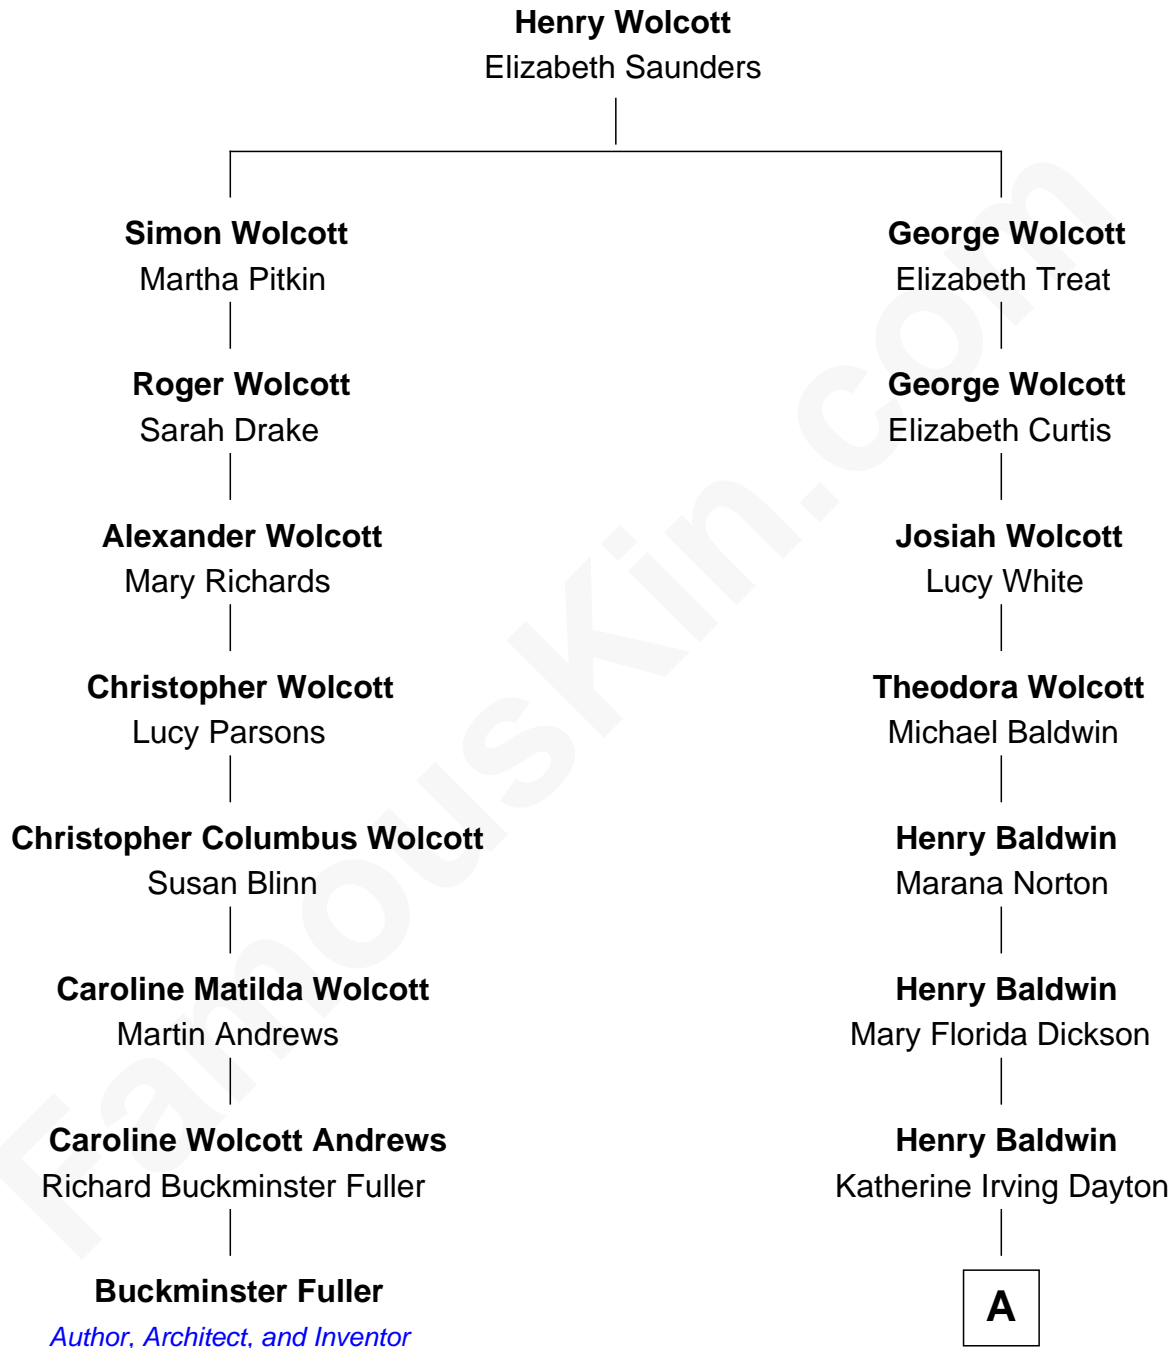 Henry Wolcott
Elizabeth Saunders
Simon Wolcott
Martha Pitkin
Roger Wolcott
Sarah Drake
Alexander Wolcott
Mary Richards
Christopher Wolcott
Lucy Parsons
Christopher Columbus Wolcott
Susan Blinn
Caroline Matilda Wolcott
Martin Andrews
Caroline Wolcott Andrews
Richard Buckminster Fuller
Buckminster Fuller
Author, Architect, and Inventor
George Wolcott
Elizabeth Treat
George Wolcott
Elizabeth Curtis
Josiah Wolcott
Lucy White
Theodora Wolcott
Michael Baldwin
Henry Baldwin
Marana Norton
Henry Baldwin
Mary Florida Dickson
Henry Baldwin
Katherine Irving Dayton
A
FamousKin.com